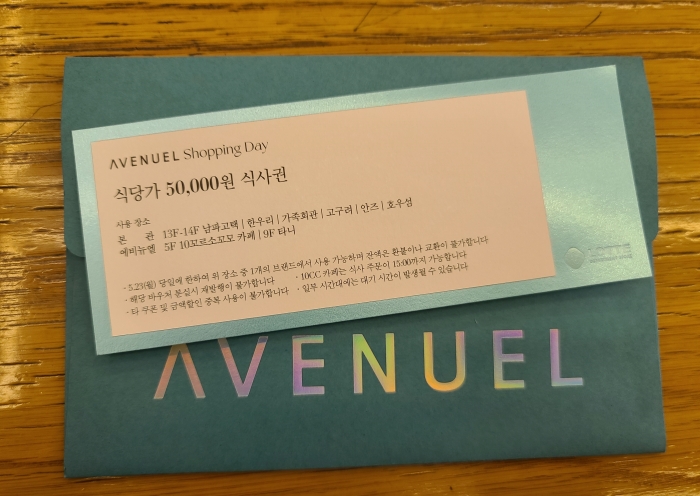 AVENUEL Shopping Day
식당가 50,000원 식사권
사용 장소
본 관 13F-14F 남파고택 | 한우리 | 가족회관 | 고구려 | 안즈 | 호우섬
에비뉴엘 5F 10꼬르소꼬모 카페 | 9F 타니
· 5.23(월) 당일에 한하여 위 장소 중 1개의 브랜드에서 사용 가능하며 잔액은 환불이나 교환이 불가합니다
· 해당 바우처 분실시 재발행이 불가합니다 · 10CC 카페는 식사 주문이 15:00까지 가능합니다
· 타 쿠폰 및 금액할인 중복 사용이 불가합니다 · 일부 시간대에는 대기 시간이 발생될 수 있습니다
AVENUEL